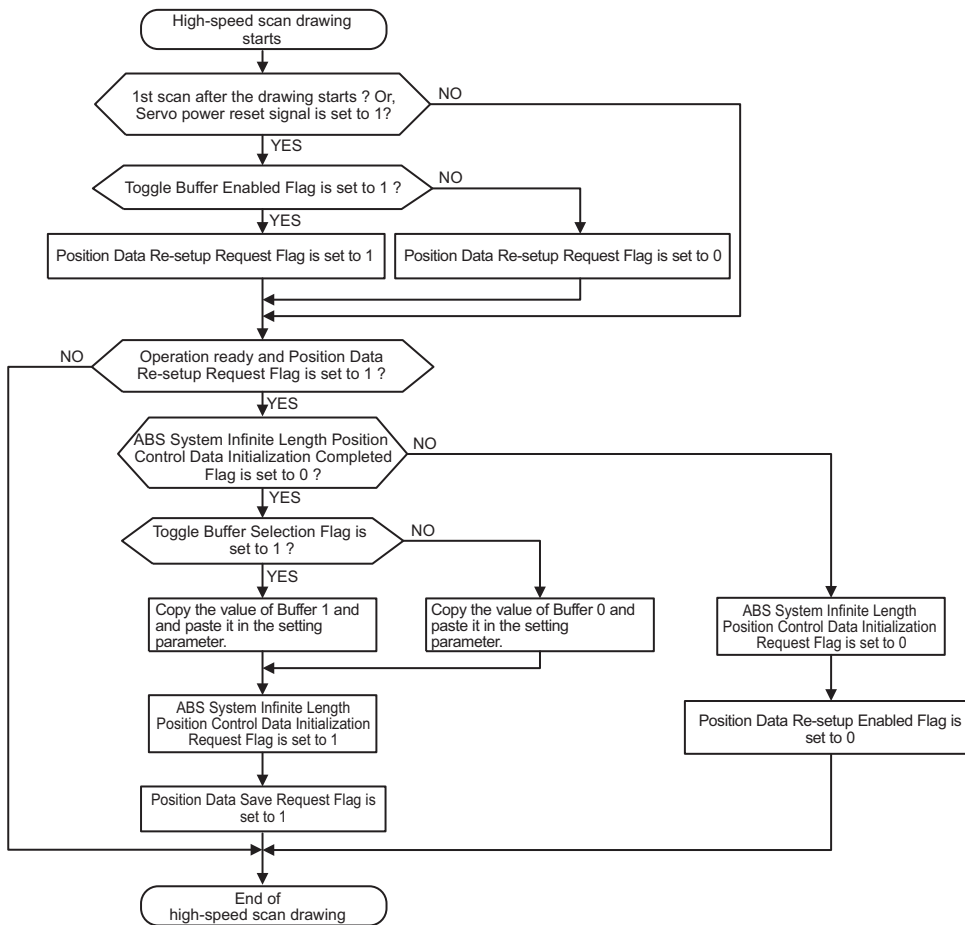 High-speed scan drawing
starts
1st scan after the drawing starts ? Or,
Servo power reset signal is set to 1?
NO
YES
Toggle Buffer Enabled Flag is set to 1 ?
NO
YES
Position Data Re-setup Request Flag is set to 1
Position Data Re-setup Request Flag is set to 0
NO
Operation ready and Position Data
Re-setup Request Flag is set to 1 ?
YES
ABS System Infinite Length Position
Control Data Initialization Completed
Flag is set to 0 ?
NO
YES
Toggle Buffer Selection Flag is
set to 1 ?
NO
YES
Copy the value of Buffer 1 and
and paste it in the setting
parameter.
Copy the value of Buffer 0 and
paste it in the setting
parameter.
ABS System Infinite Length
Position Control Data Initialization
Request Flag is set to 0
ABS System Infinite Length
Position Control Data Initialization
Request Flag is set to 1
Position Data Re-setup Enabled Flag is
set to 0
Position Data Save Request Flag is
set to 1
End of
high-speed scan drawing